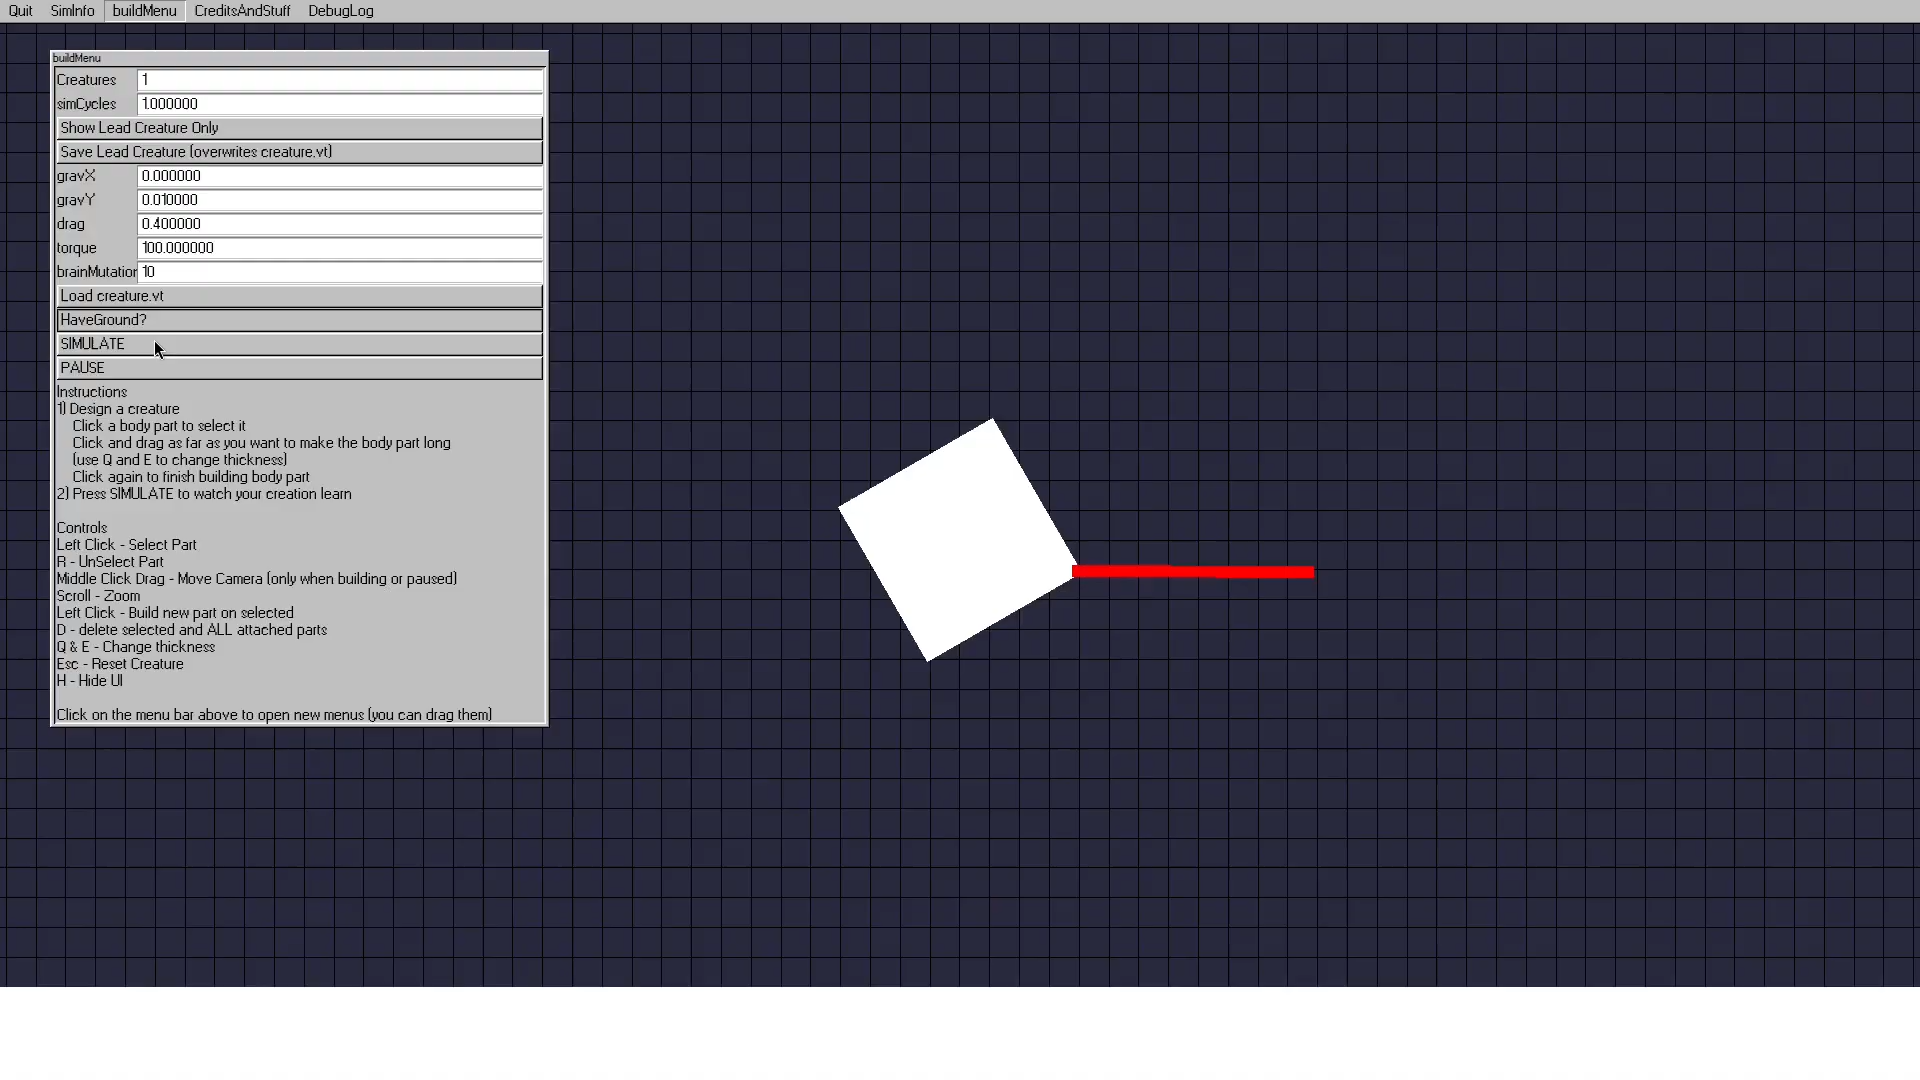 Quit SimInfo buildMenu CreditsAndStuff DebugLog
buildMenu
Creatures 1
simCycles 1.000000
Show Lead Creature Only
Save Lead Creature (overwrites creature.vt)
gravX 0.000000
gravY 0.010000
drag 0.400000
torque 100.000000
brainMutation 10
Load creature.vt
HaveGround?
SIMULATE
PAUSE
Instructions
1) Design a creature
Click a body part to select it
Click and drag as far as you want to make the body part long
(use Q and E to change thickness)
Click again to finish building body part
2) Press SIMULATE to watch your creation learn
Controls
Left Click - Select Part
R - UnSelect Part
Middle Click Drag - Move Camera (only when building or paused)
Scroll - Zoom
Left Click - Build new part on selected
D - delete selected and ALL attached parts
Q & E - Change thickness
Esc - Reset Creature
H - Hide UI
Click on the menu bar above to open new menus (you can drag them)